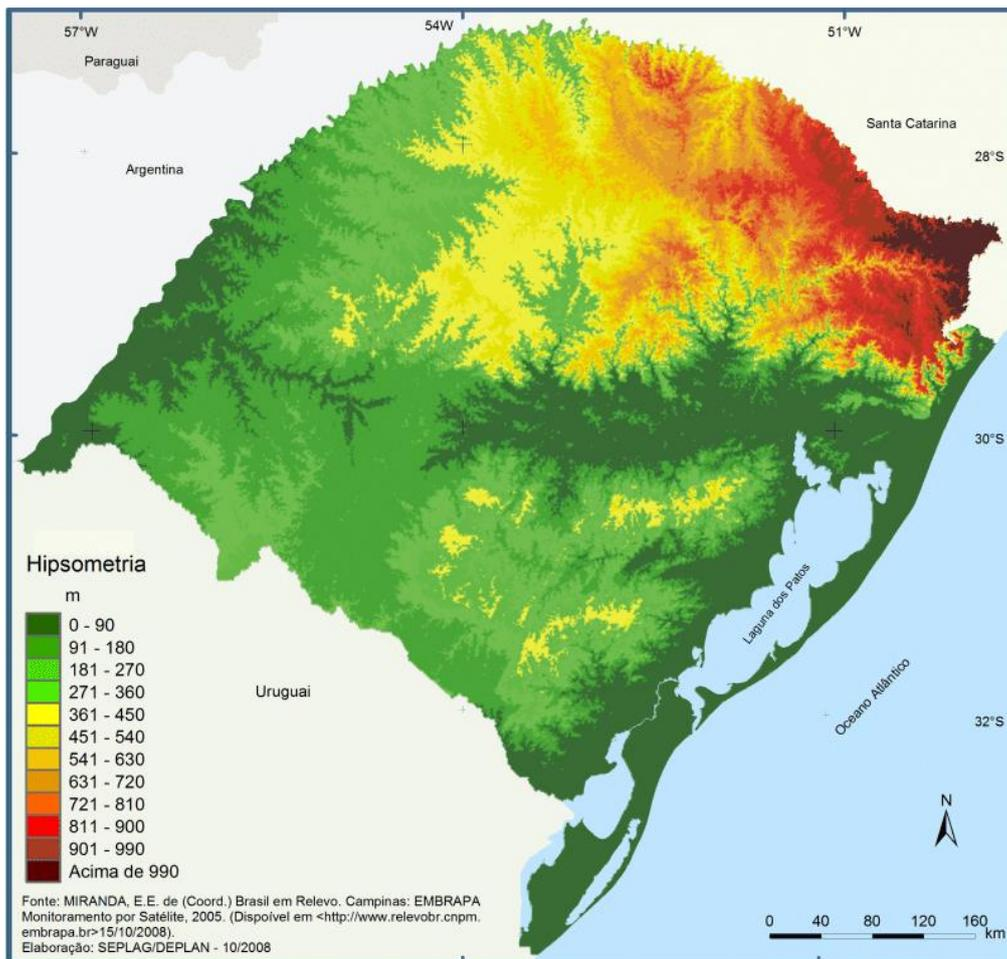 57°W
54°W
51°W
Paraguai
Santa Catarina
Argentina
28°S
30°S
Hipsometria
m
0 - 90
91 - 180
181 - 270
271 - 360
361 - 450
451 - 540
541 - 630
631 - 720
721 - 810
811 - 900
901 - 990
Acima de 990
Laguna dos Patos
Uruguai
Oceano Atlântico
32°S
N
Fonte: MIRANDA, E.E. de (Coord.) Brasil em Relevo. Campinas: EMBRAPA
Monitoramento por Satélite, 2005. (Dispoível em <http://www.relevobr.cnpm.
embrapa.br>15/10/2008).
Elaboração: SEPLAG/DEPLAN - 10/2008
0 40 80 120 160
km